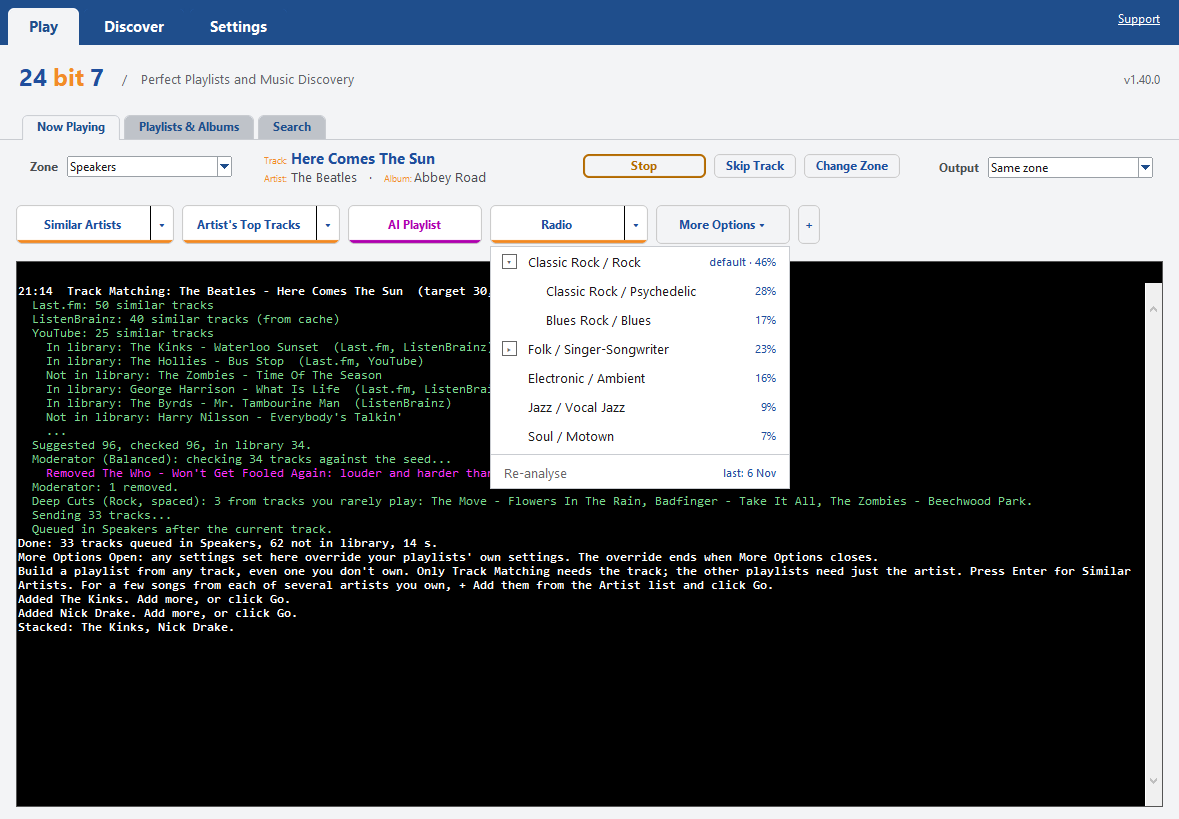 Play Discover Settings Support
24 bit 7 / Perfect Playlists and Music Discovery v1.40.0
Now Playing Playlists & Albums Search
Zone Speakers Track: Here Comes The Sun Stop Skip Track Change Zone Output Same zone
Artist: The Beatles · Album: Abbey Road
Similar Artists Artist's Top Tracks AI Playlist Radio More Options +
Classic Rock / Rock default · 46%
Classic Rock / Psychedelic 28%
Blues Rock / Blues 17%
Folk / Singer-Songwriter 23%
Electronic / Ambient 16%
Jazz / Vocal Jazz 9%
Soul / Motown 7%
Re-analyse last: 6 Nov
21:14 Track Matching: The Beatles - Here Comes The Sun (target 30,
Last.fm: 50 similar tracks
ListenBrainz: 40 similar tracks (from cache)
YouTube: 25 similar tracks
In library: The Kinks - Waterloo Sunset (Last.fm, ListenBrainz
In library: The Hollies - Bus Stop (Last.fm, YouTube)
Not in library: The Zombies - Time Of The Season
In library: George Harrison - What Is Life (Last.fm, ListenBrai
In library: The Byrds - Mr. Tambourine Man (ListenBrainz)
Not in library: Harry Nilsson - Everybody's Talkin'
...
Suggested 96, checked 96, in library 34.
Moderator (Balanced): checking 34 tracks against the seed...
Removed The Who - Won't Get Fooled Again: louder and harder than
Moderator: 1 removed.
Deep Cuts (Rock, spaced): 3 from tracks you rarely play: The Move - Flowers In The Rain, Badfinger - Take It All, The Zombies - Beechwood Park.
Sending 33 tracks...
Queued in Speakers after the current track.
Done: 33 tracks queued in Speakers, 62 not in library, 14 s.
More Options Open: any settings set here override your playlists' own settings. The override ends when More Options closes.
Build a playlist from any track, even one you don't own. Only Track Matching needs the track; the other playlists need just the artist. Press Enter for Similar
Artists. For a few songs from each of several artists you own, + Add them from the Artist list and click Go.
Added The Kinks. Add more, or click Go.
Added Nick Drake. Add more, or click Go.
Stacked: The Kinks, Nick Drake.